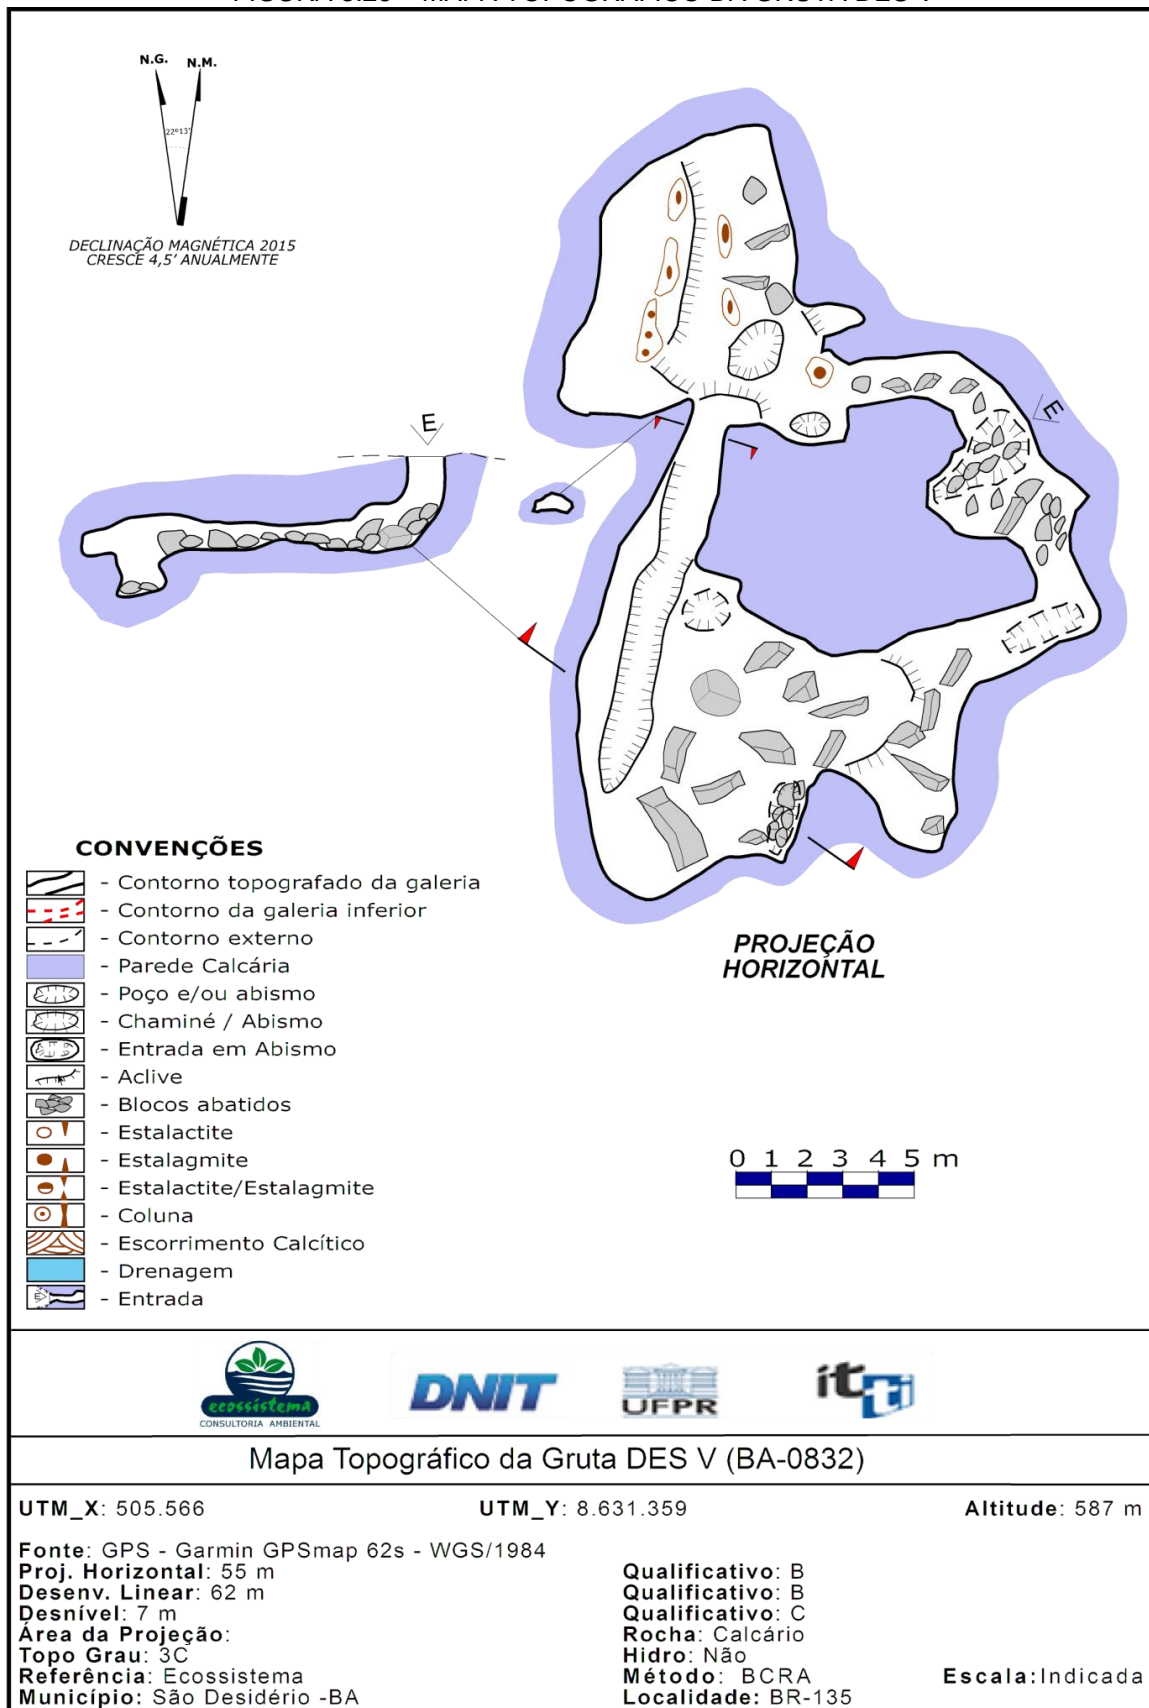 N.G. N.M.
22º13'
DECLINAÇÃO MAGNÉTICA 2015
CRESCE 4,5' ANUALMENTE
E
E
CONVENÇÕES
- Contorno topografado da galeria
- Contorno da galeria inferior
- Contorno externo
- Parede Calcária
- Poço e/ou abismo
- Chaminé / Abismo
- Entrada em Abismo
- Aclive
- Blocos abatidos
- Estalactite
- Estalagmite
- Estalactite/Estalagmite
- Coluna
- Escorrimento Calcítico
- Drenagem
E
- Entrada
PROJEÇÃO
HORIZONTAL
0 1 2 3 4 5 m
ecossistema
CONSULTORIA AMBIENTAL
DNIT
UFPR
itti
Mapa Topográfico da Gruta DES V (BA-0832)
UTM_X: 505.566 UTM_Y: 8.631.359 Altitude: 587 m
Fonte: GPS - Garmin GPSmap 62s - WGS/1984
Proj. Horizontal: 55 m Qualificativo: B
Desenv. Linear: 62 m Qualificativo: B
Desnível: 7 m Qualificativo: C
Área da Projeção: Rocha: Calcário
Topo Grau: 3C Hidro: Não
Referência: Ecossistema Método: BCRA Escala:Indicada
Município: São Desidério -BA Localidade: BR-135